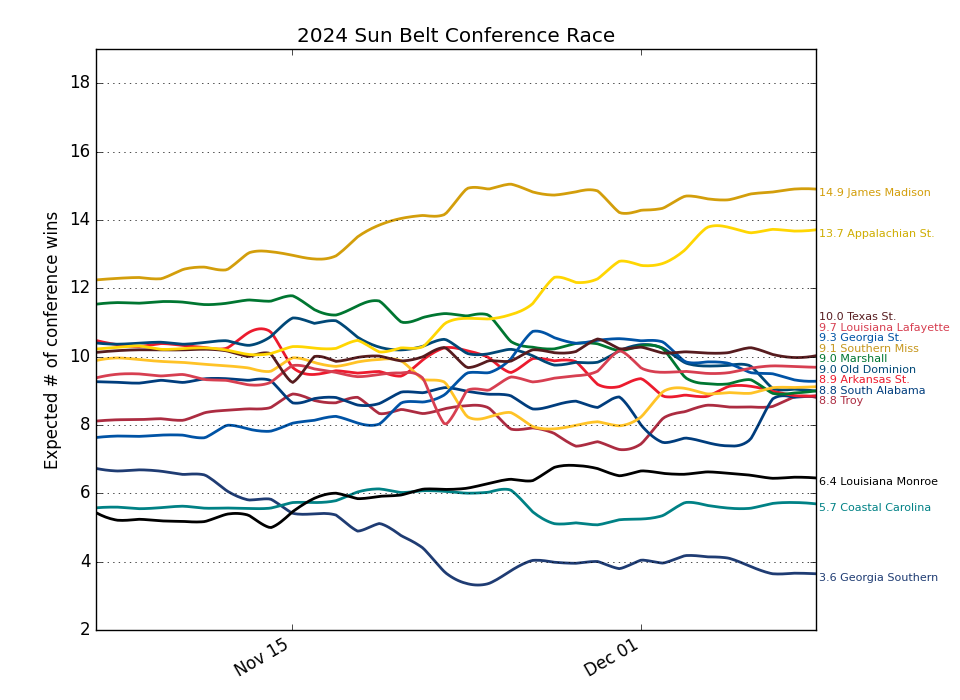 2024 Sun Belt Conference Race
Expected # of conference wins
18
16
14
12
10
8
6
4
2
Nov 15
Dec 01
14.9 James Madison
13.7 Appalachian St.
10.0 Texas St.
9.7 Louisiana Lafayette
9.3 Georgia St.
9.1 Southern Miss
9.0 Marshall
9.0 Old Dominion
8.9 Arkansas St.
8.8 South Alabama
8.8 Troy
6.4 Louisiana Monroe
5.7 Coastal Carolina
3.6 Georgia Southern